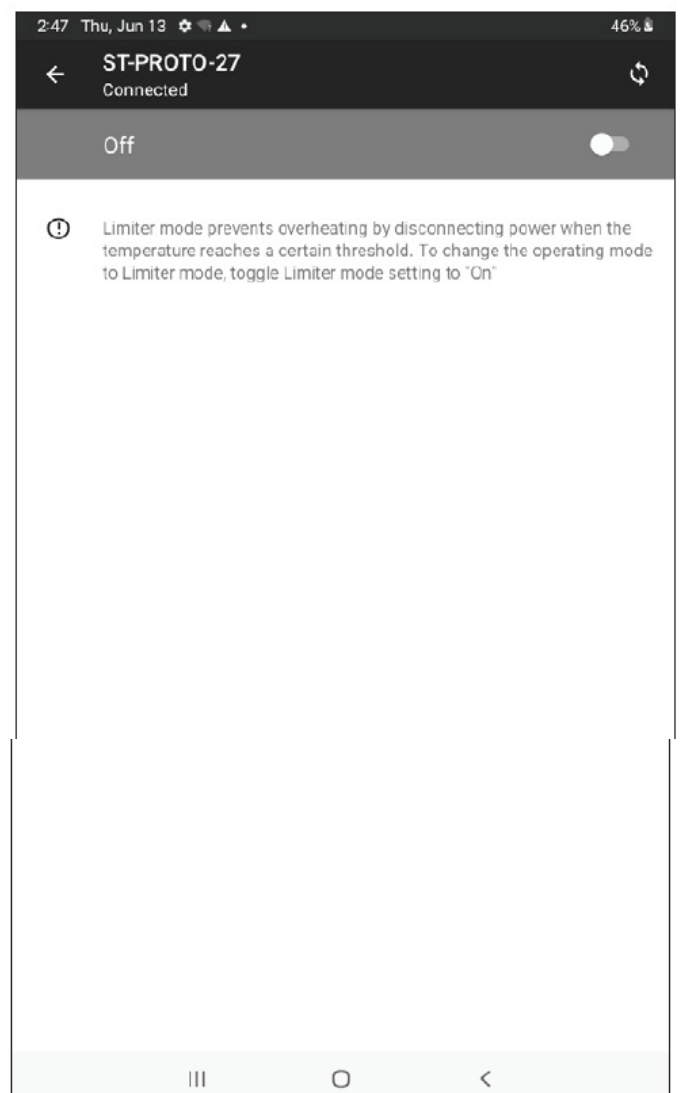 2:47 Thu, Jun 13 46%
ST-PROTO-27
Connected
Off
Limiter mode prevents overheating by disconnecting power when the
temperature reaches a certain threshold. To change the operating mode
to Limiter mode, toggle Limiter mode setting to "On"